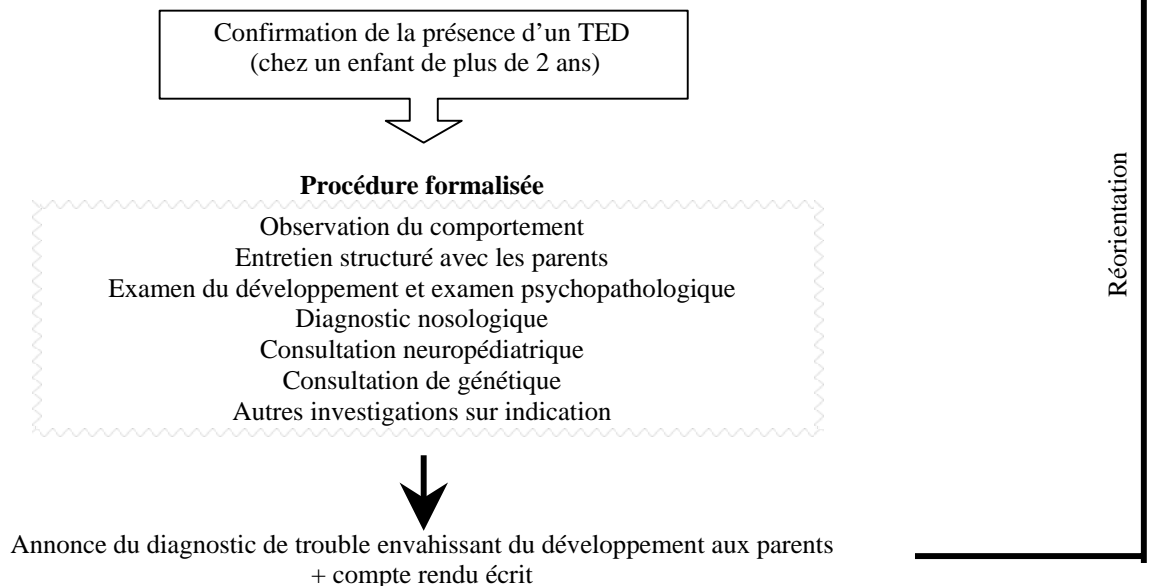 Confirmation de la présence d'un TED
(chez un enfant de plus de 2 ans)
Procédure formalisée
Observation du comportement
Entretien structuré avec les parents
Examen du développement et examen psychopathologique
Diagnostic nosologique
Consultation neuropédiatrique
Consultation de génétique
Autres investigations sur indication
Annonce du diagnostic de trouble envahissant du développement aux parents
+ compte rendu écrit
Réorientation